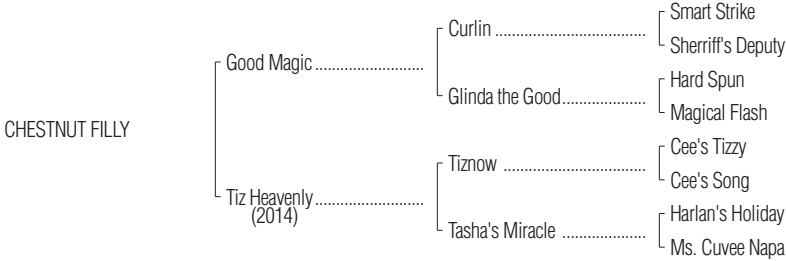 CHESTNUT FILLY
Good Magic ..........................
Tiz Heavenly ..........................
(2014)
Curlin ....................................
Glinda the Good....................
Tiznow ..................................
Tasha's Miracle ....................
Smart Strike
Sherriff's Deputy
Hard Spun
Magical Flash
Cee's Tizzy
Cee's Song
Harlan's Holiday
Ms. Cuvee Napa